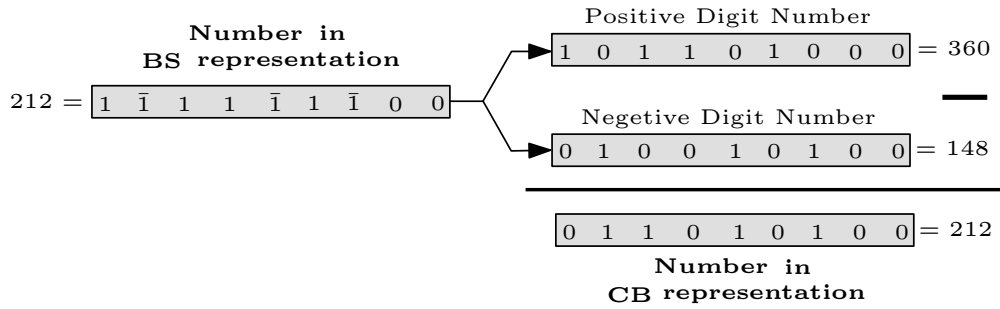 Number in
BS representation
212 = 1 1̄ 1 1 1̄ 1 1̄ 0 0
Positive Digit Number
1 0 1 1 0 1 0 0 0 = 360
—
Negetive Digit Number
0 1 0 0 1 0 1 0 0 = 148
0 1 1 0 1 0 1 0 0 = 212
Number in
CB representation